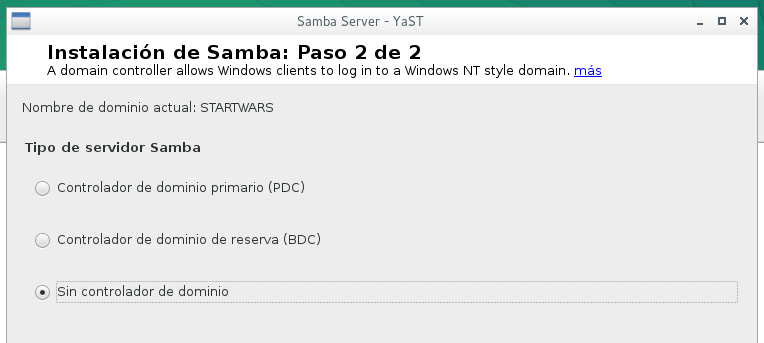 Samba Server - YaST
Instalación de Samba: Paso 2 de 2
A domain controller allows Windows clients to log in to a Windows NT style domain. más
Nombre de dominio actual: STARTWARS
Tipo de servidor Samba
Controlador de dominio primario (PDC)
Controlador de dominio de reserva (BDC)
Sin controlador de dominio